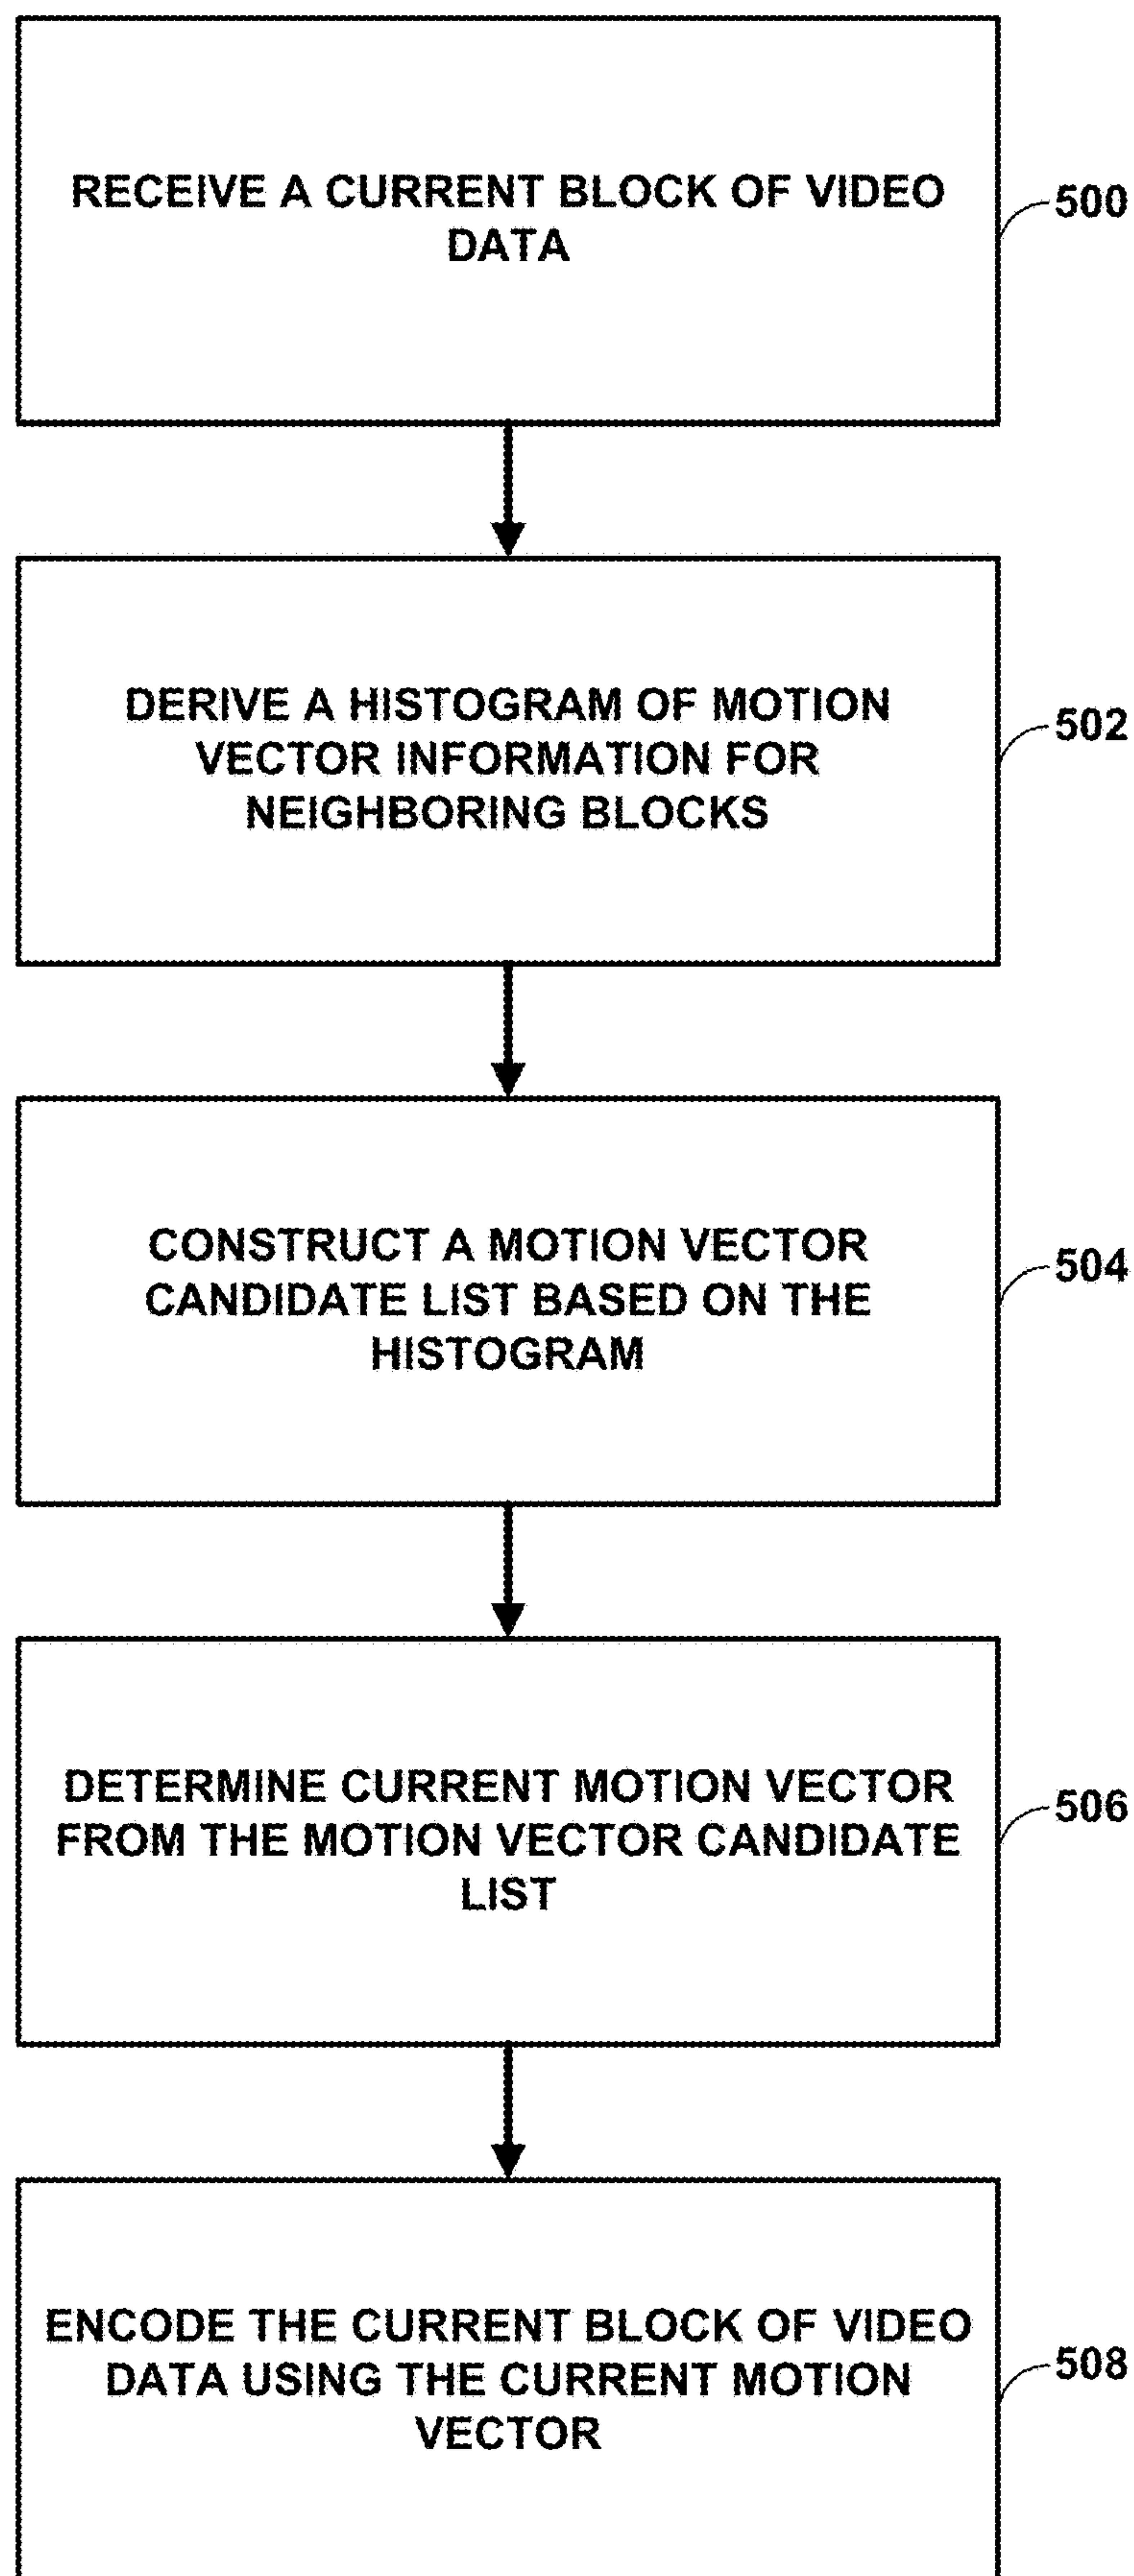 RECEIVE A CURRENT BLOCK OF VIDEO
DATA
500
DERIVE A HISTOGRAM OF MOTION
VECTOR INFORMATION FOR
NEIGHBORING BLOCKS
502
CONSTRUCT A MOTION VECTOR
CANDIDATE LIST BASED ON THE
HISTOGRAM
504
DETERMINE CURRENT MOTION VECTOR
FROM THE MOTION VECTOR CANDIDATE
LIST
506
ENCODE THE CURRENT BLOCK OF VIDEO
DATA USING THE CURRENT MOTION
VECTOR
508